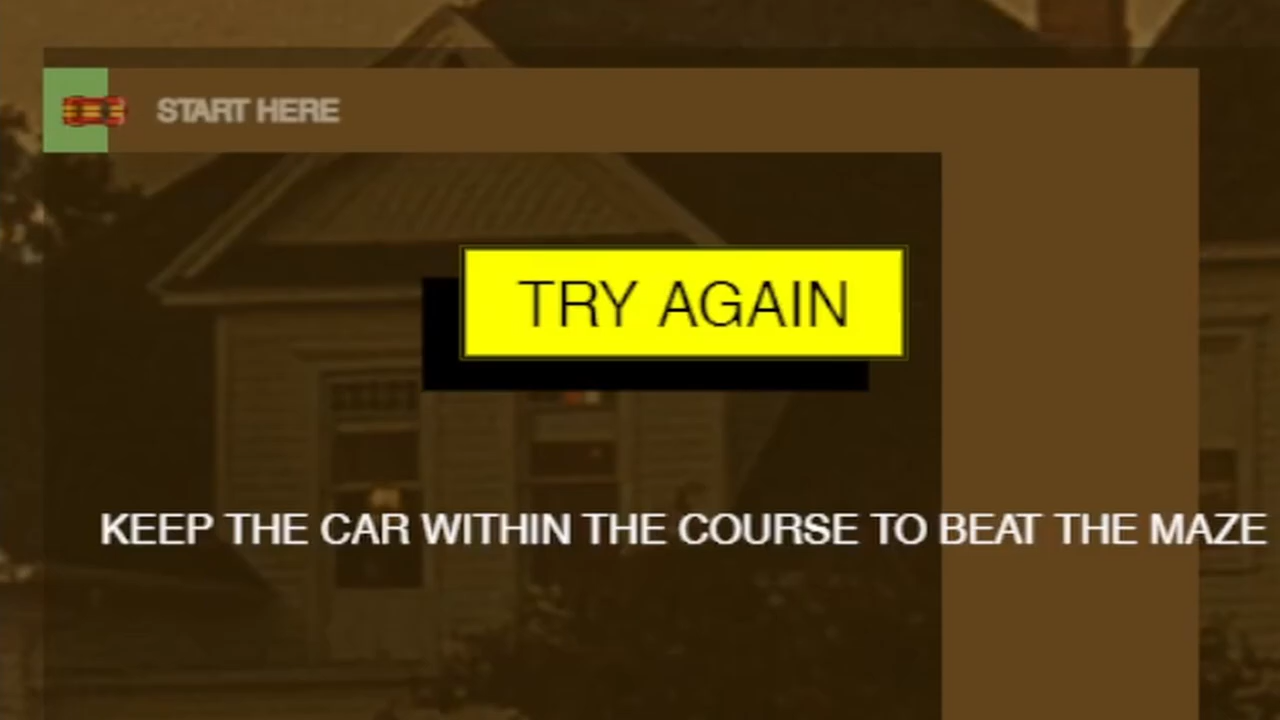 START HERE
TRY AGAIN
KEEP THE CAR WITHIN THE COURSE TO BEAT THE MAZE